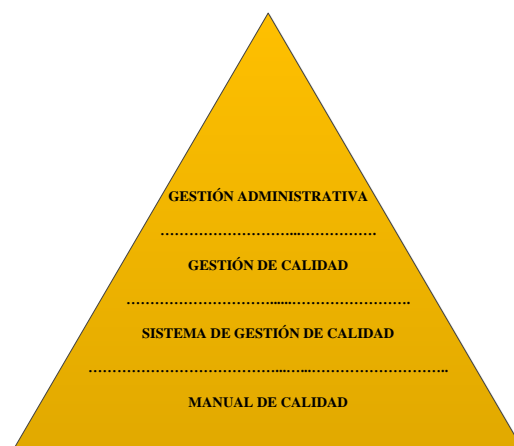 GESTIÓN ADMINISTRATIVA
………………………...…………….
GESTIÓN DE CALIDAD
…………………………......…………………….
SISTEMA DE GESTIÓN DE CALIDAD
…………………………………...…...………………………..
MANUAL DE CALIDAD